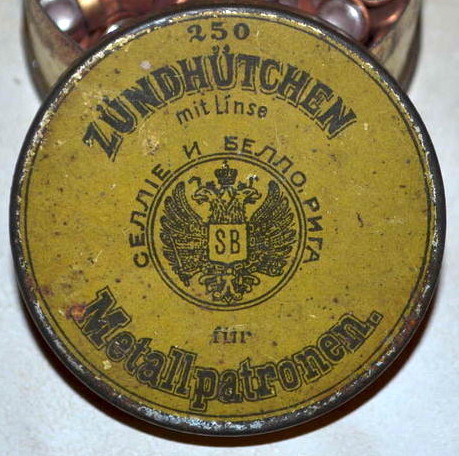 250
ZÜNDHÜTCHEN
mit Linse
СЕЛЛІЕ И БЕЛЛО.РИГА.
SB
für
Metallpatronen.